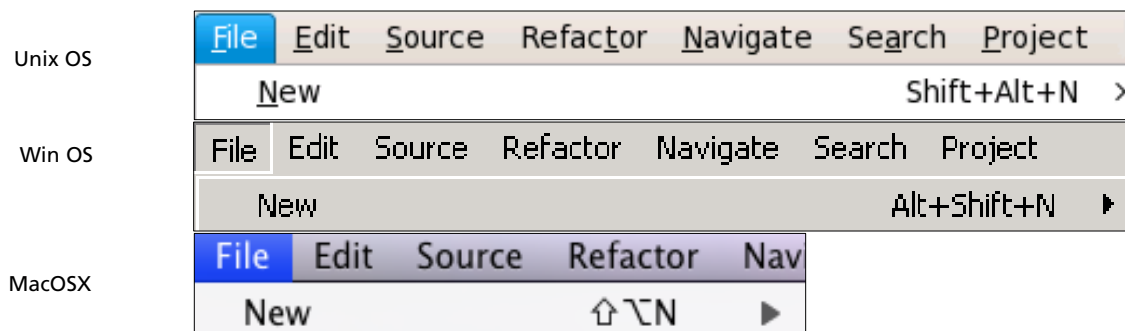 Unix OS
File Edit Source Refactor Navigate Search Project
New Shift+Alt+N
Win OS
File Edit Source Refactor Navigate Search Project
New Alt+Shift+N
MacOSX
File Edit Source Refactor Navi
New ⇧⌥N